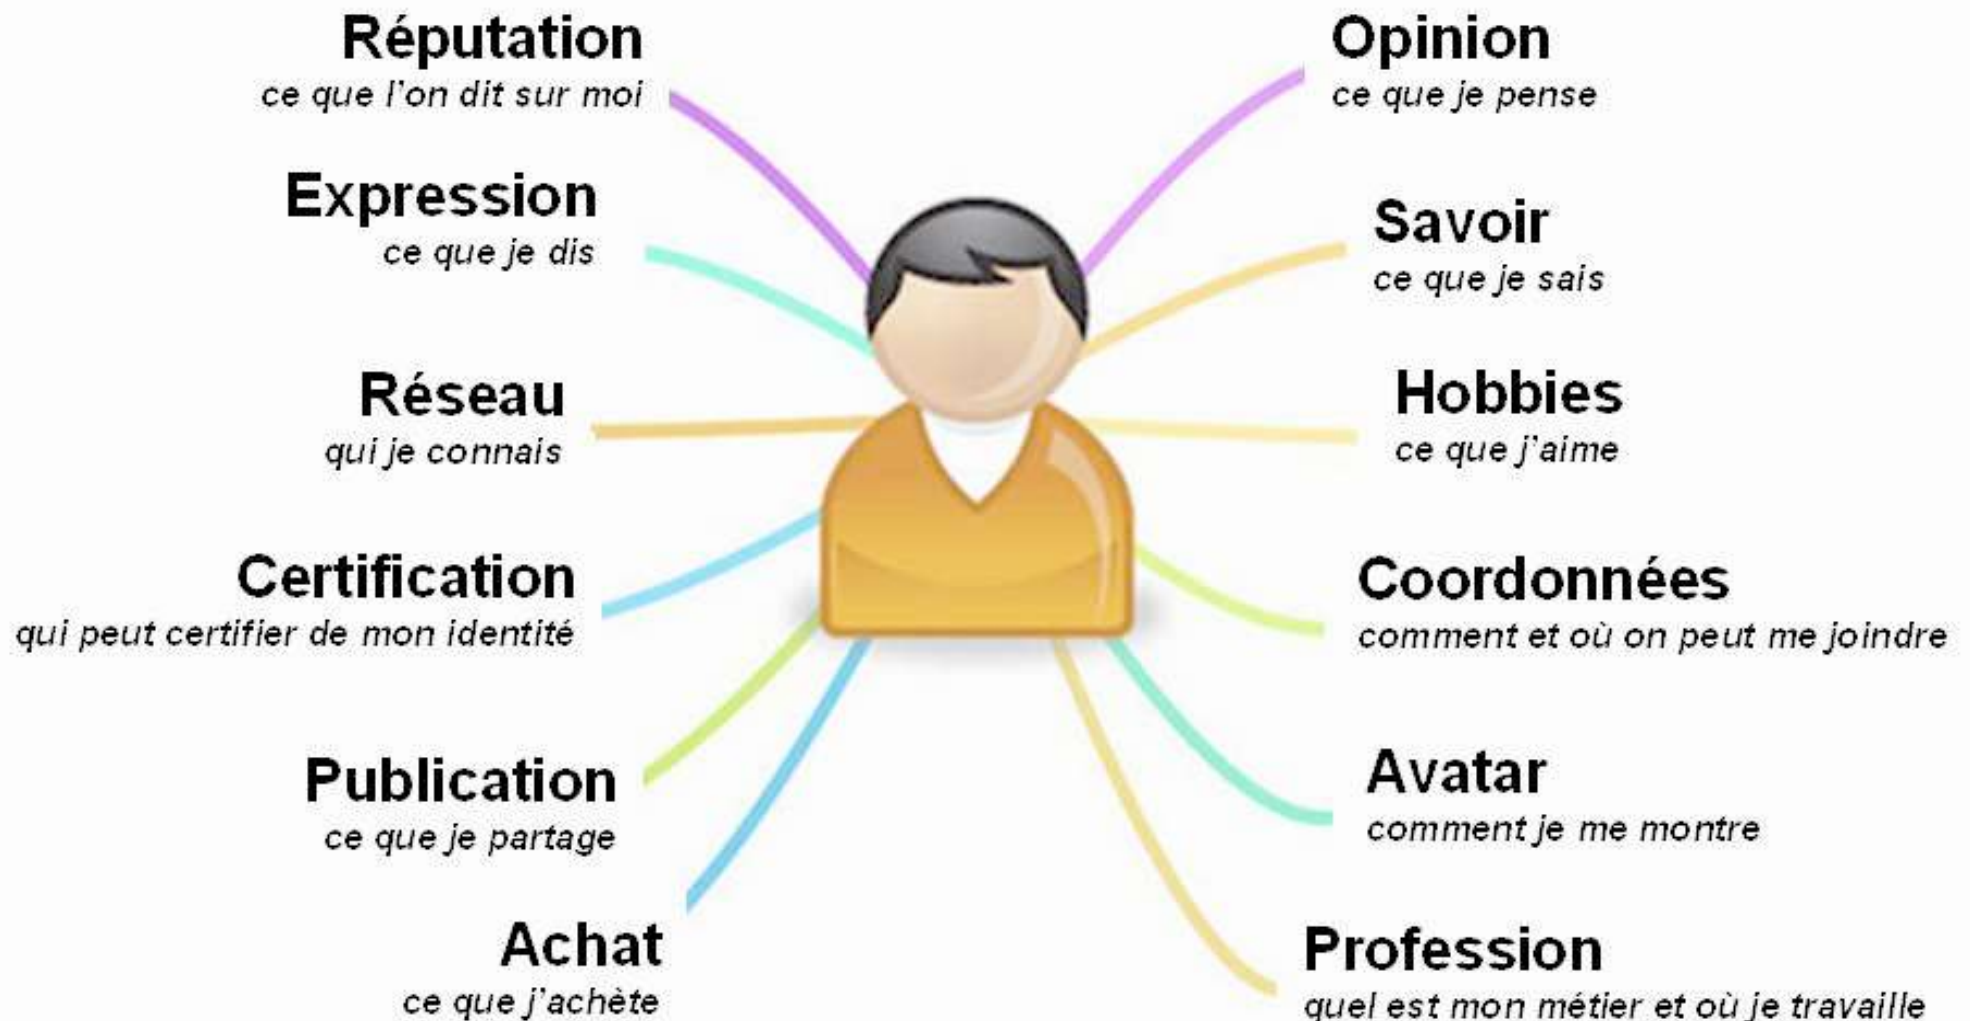 Réputation
ce que l'on dit sur moi
Expression
ce que je dis
Réseau
qui je connais
Certification
qui peut certifier de mon identité
Publication
ce que je partage
Achat
ce que j'achète
Opinion
ce que je pense
Savoir
ce que je sais
Hobbies
ce que j'aime
Coordonnées
comment et où on peut me joindre
Avatar
comment je me montre
Profession
quel est mon métier et où je travaille